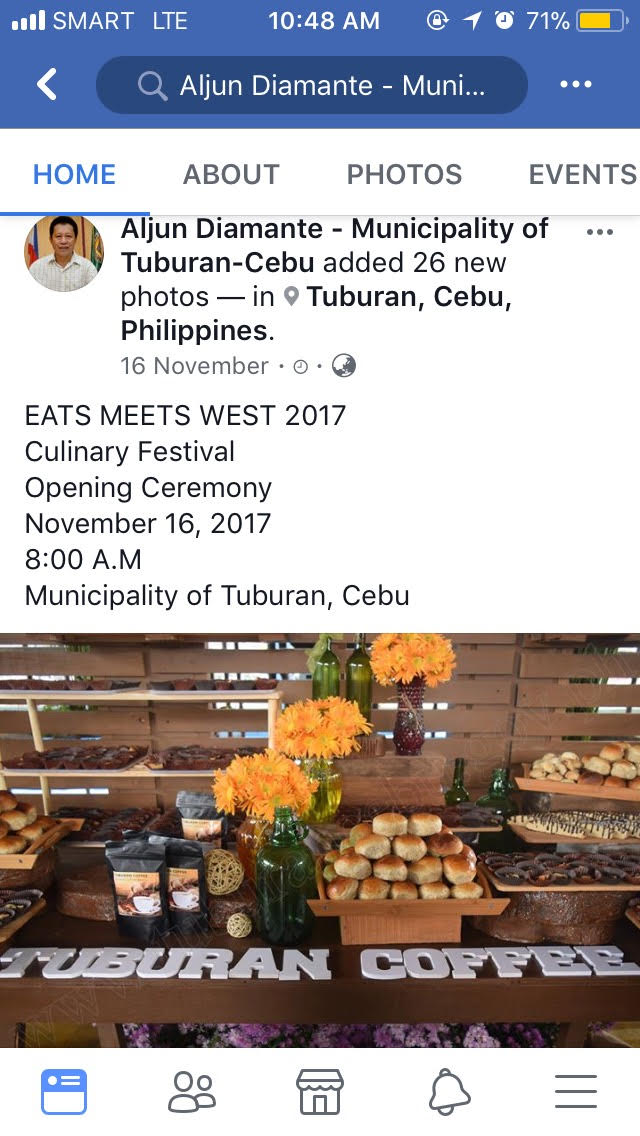 SMART LTE 10:48 AM 71%
Aljun Diamante - Muni...
HOME ABOUT PHOTOS EVENTS
Aljun Diamante - Municipality of
Tuburan-Cebu added 26 new
photos — in Tuburan, Cebu,
Philippines.
16 November
EATS MEETS WEST 2017
Culinary Festival
Opening Ceremony
November 16, 2017
8:00 A.M
Municipality of Tuburan, Cebu
TUBURAN COFFEE